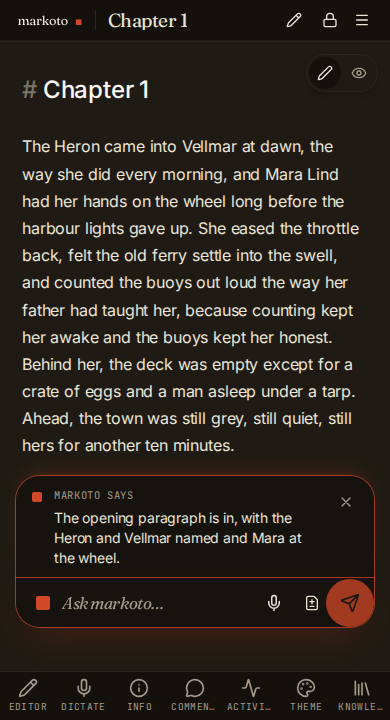 markoto
Chapter 1
# Chapter 1
The Heron came into Vellmar at dawn, the
way she did every morning, and Mara Lind
had her hands on the wheel long before the
harbour lights gave up. She eased the throttle
back, felt the old ferry settle into the swell,
and counted the buoys out loud the way her
father had taught her, because counting kept
her awake and the buoys kept her honest.
Behind her, the deck was empty except for a
crate of eggs and a man asleep under a tarp.
Ahead, the town was still grey, still quiet, still
hers for another ten minutes.
MARKOTO SAYS
The opening paragraph is in, with the
Heron and Vellmar named and Mara at
the wheel.
Ask markoto...
EDITOR DICTATE INFO COMMEN… ACTIVI… THEME KNOWLE…